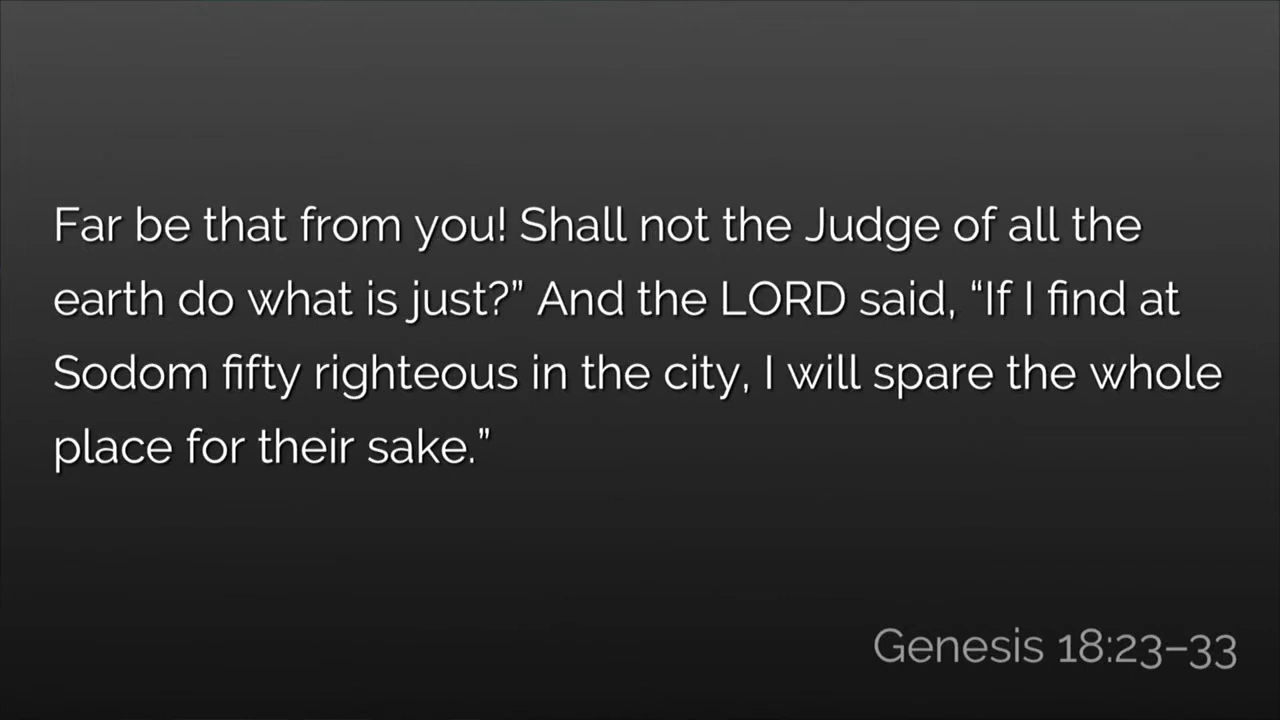 Far be that from you! Shall not the Judge of all the
earth do what is just?” And the LORD said, “If I find at
Sodom fifty righteous in the city, I will spare the whole
place for their sake.”
Genesis 18:23–33